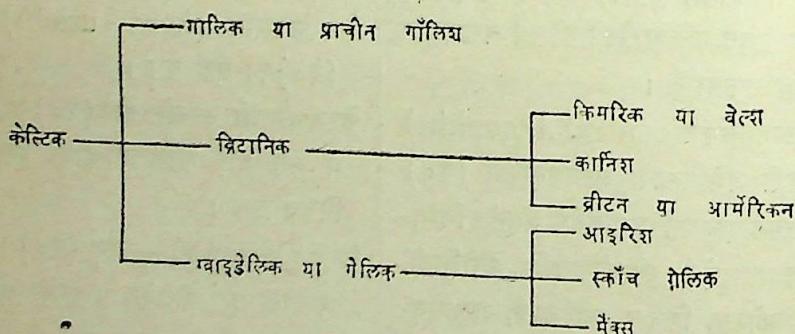 गालिक या प्राचीन गॉलिश
केल्टिक
ब्रिटानिक
किमरिक या वेल्श
कार्निश
ब्रीटन या आर्मेरिकन
ग्वाइडेलिक या गेलिक
आइरिश
स्कॉच ग़ेलिक
मैंक्स